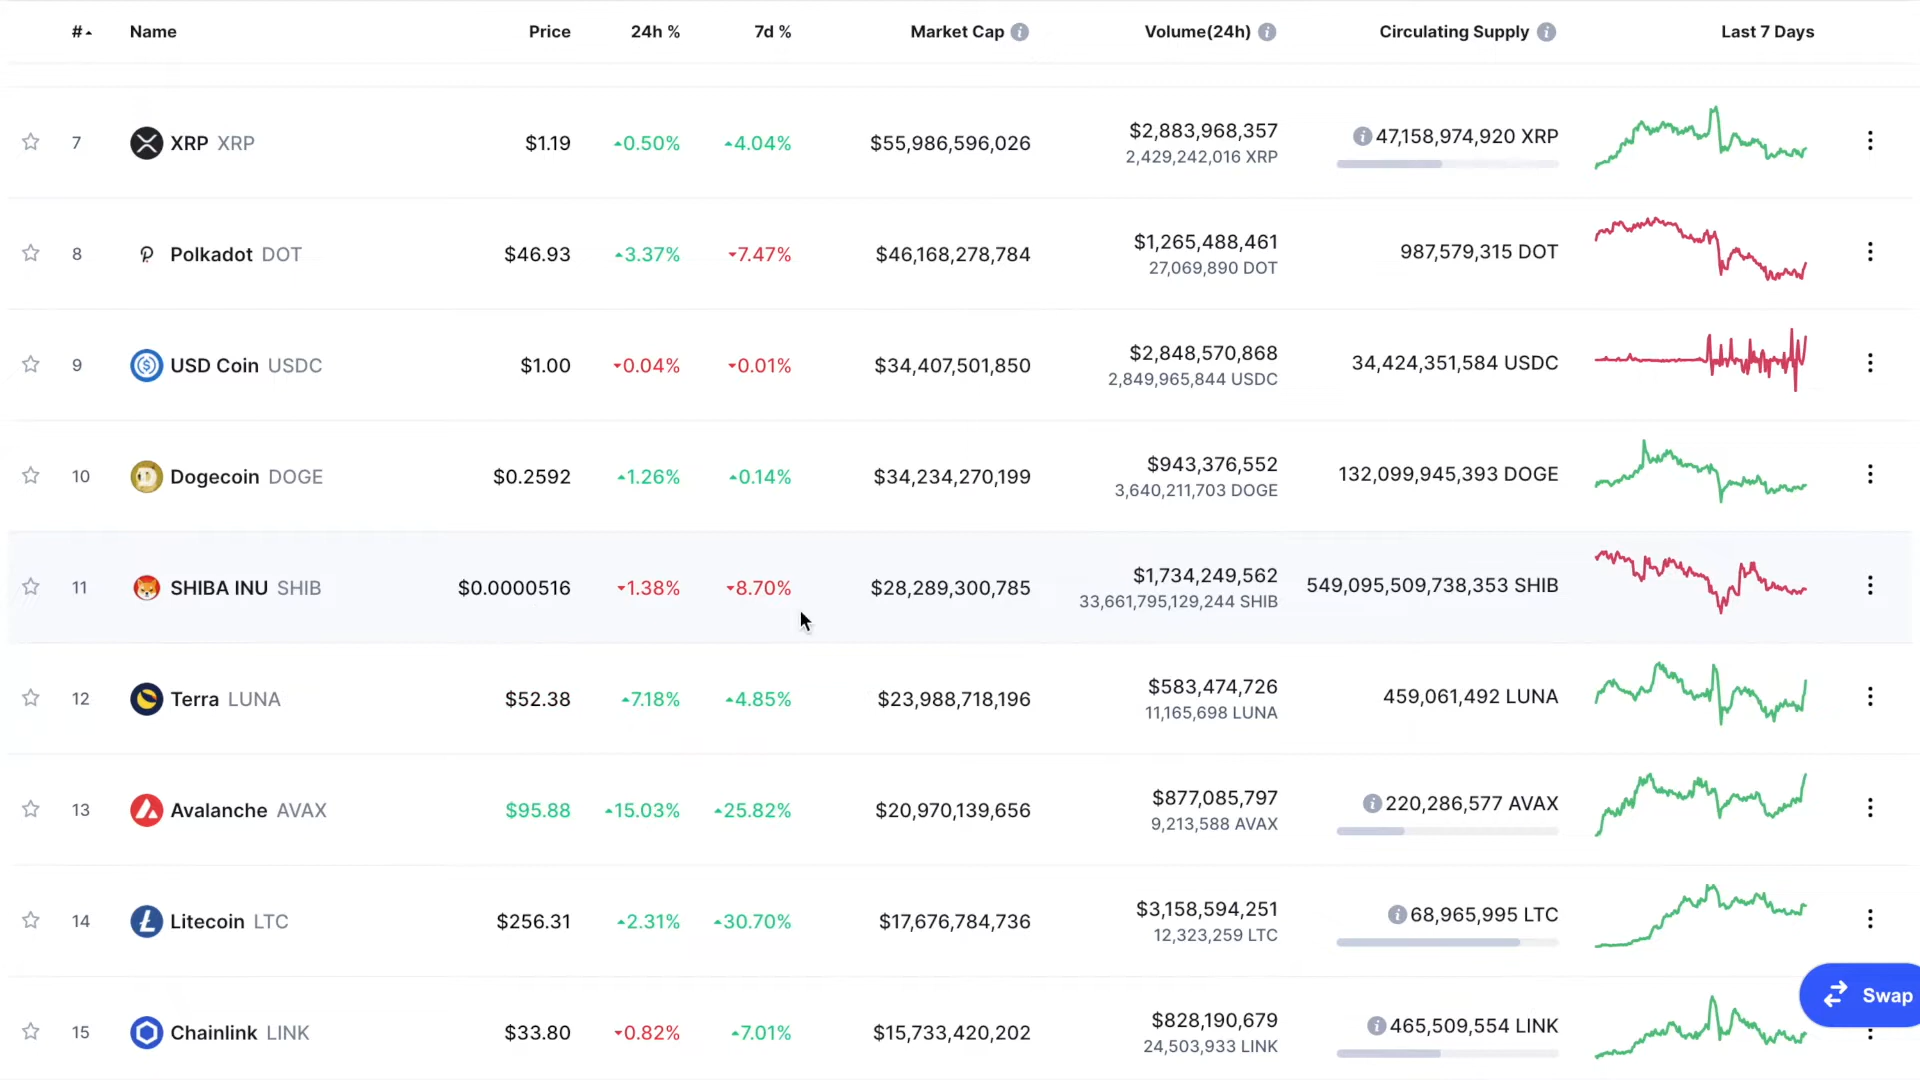 # Name Price 24h % 7d % Market Cap Volume(24h) Circulating Supply Last 7 Days
7 XRP XRP $1.19 0.50% 4.04% $55,986,596,026 $2,883,968,357 47,158,974,920 XRP
2,429,242,016 XRP
8 Polkadot DOT $46.93 3.37% 7.47% $46,168,278,784 $1,265,488,461 987,579,315 DOT
27,069,890 DOT
9 USD Coin USDC $1.00 0.04% 0.01% $34,407,501,850 $2,848,570,868 34,424,351,584 USDC
2,849,965,844 USDC
10 Dogecoin DOGE $0.2592 1.26% 0.14% $34,234,270,199 $943,376,552 132,099,945,393 DOGE
3,640,211,703 DOGE
11 SHIBA INU SHIB $0.0000516 1.38% 8.70% $28,289,300,785 $1,734,249,562 549,095,509,738,353 SHIB
33,661,795,129,244 SHIB
12 Terra LUNA $52.38 7.18% 4.85% $23,988,718,196 $583,474,726 459,061,492 LUNA
11,165,698 LUNA
13 Avalanche AVAX $95.88 15.03% 25.82% $20,970,139,656 $877,085,797 220,286,577 AVAX
9,213,588 AVAX
14 Litecoin LTC $256.31 2.31% 30.70% $17,676,784,736 $3,158,594,251 68,965,995 LTC
12,323,259 LTC
Swap
15 Chainlink LINK $33.80 0.82% 7.01% $15,733,420,202 $828,190,679 465,509,554 LINK
24,503,933 LINK